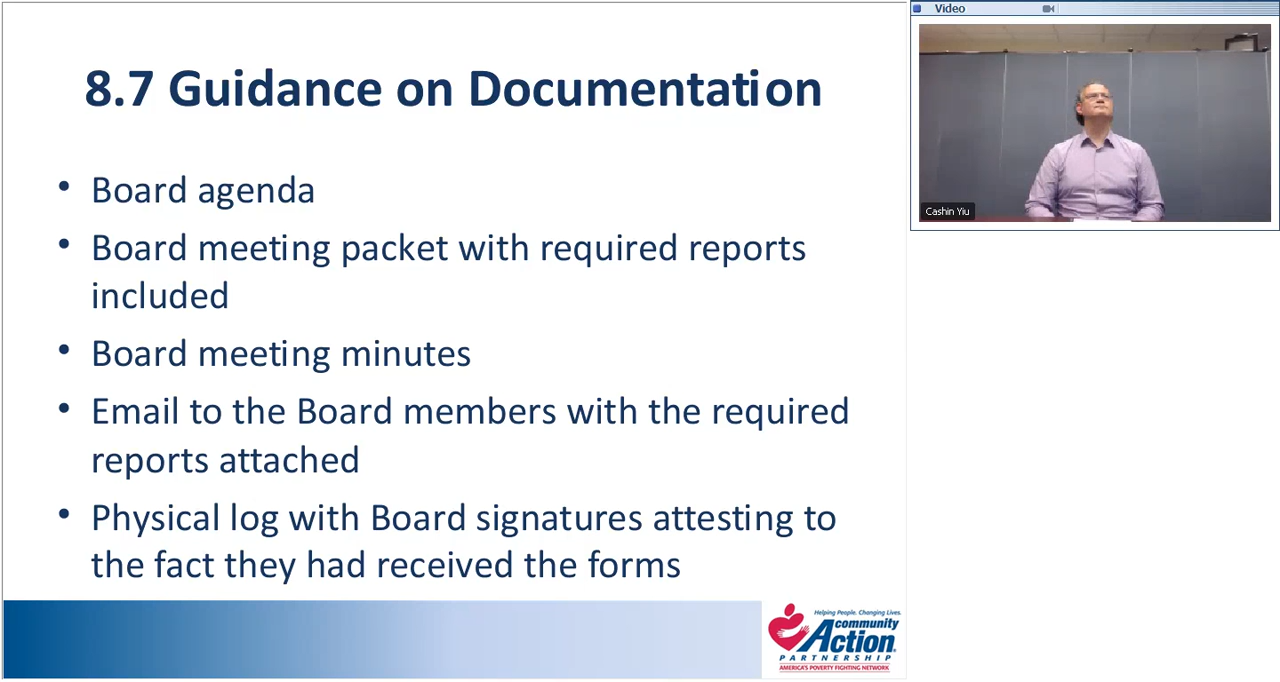 8.7 Guidance on Documentation
• Board agenda
• Board meeting packet with required reports
included
• Board meeting minutes
• Email to the Board members with the required
reports attached
• Physical log with Board signatures attesting to
the fact they had received the forms
Helping People. Changing Lives.
community
Action
PARTNERSHIP
AMERICA'S POVERTY FIGHTING NETWORK
Video
Cashin Yiu